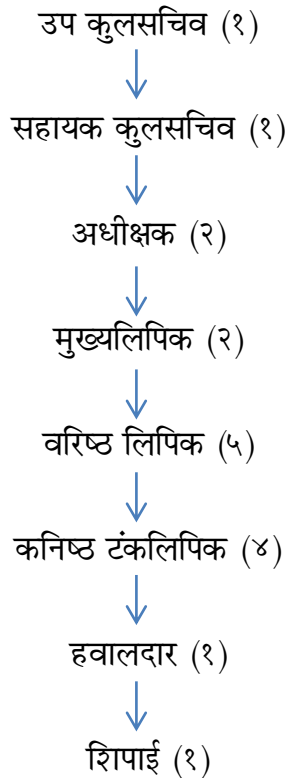 उप कुलसचिव (१)
सहायक कुलसचिव (१)
अधीक्षक (२)
मुख्यलिपिक (२)
वरिष्ठ लिपिक (५)
कनिष्ठ टंकलिपिक (४)
हवालदार (१)
शिपाई (१)